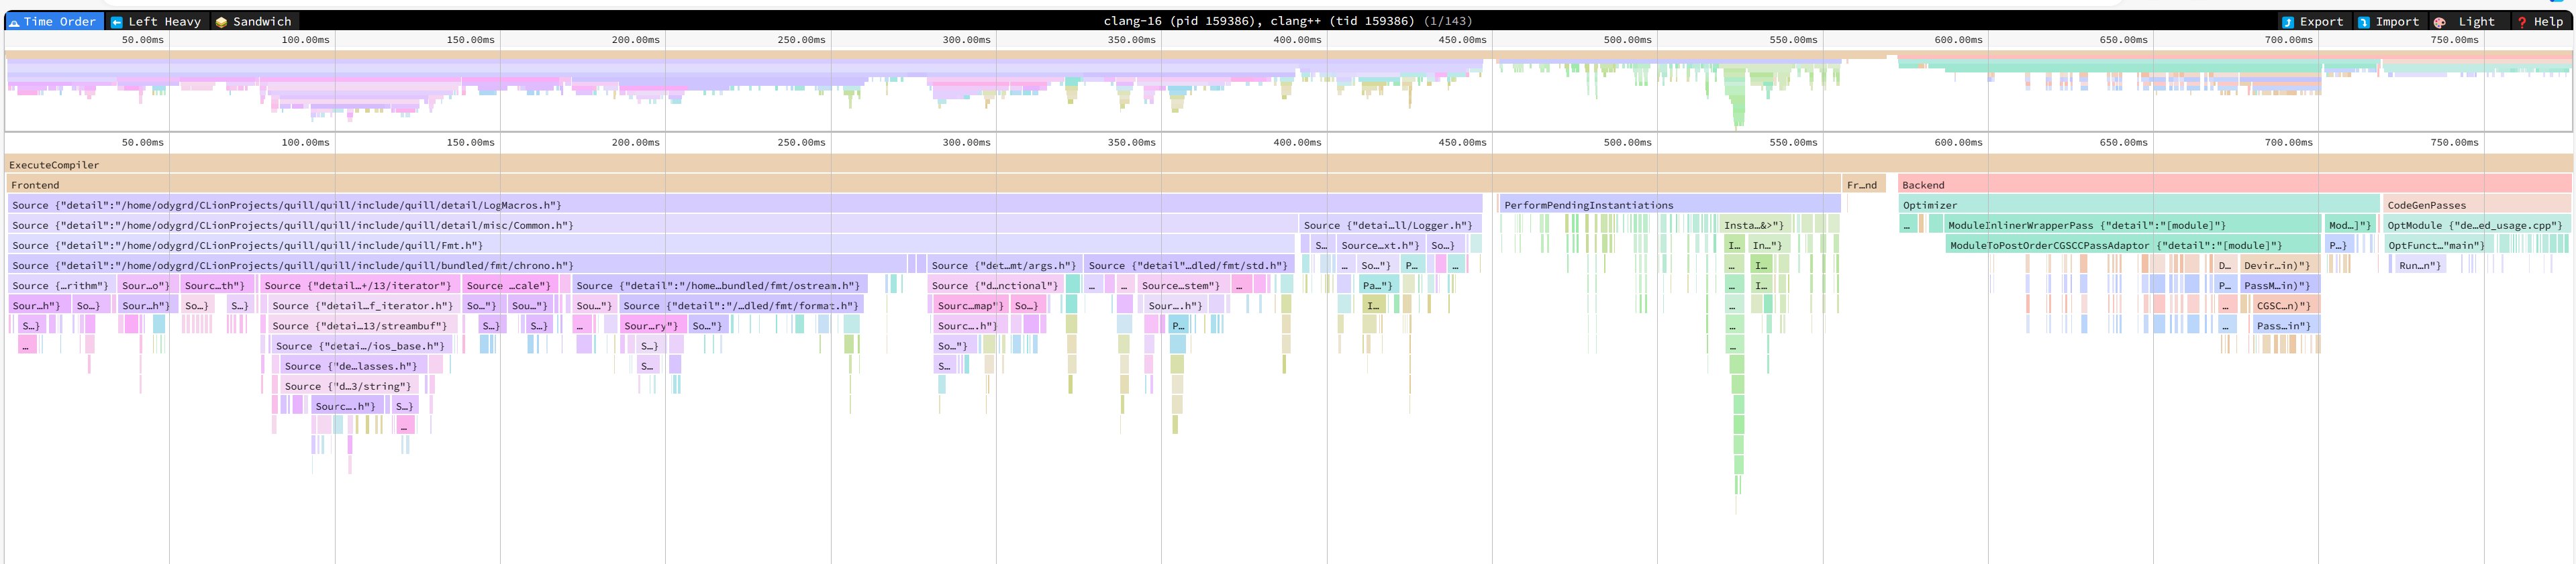 Time Order Left Heavy Sandwich clang-16 (pid 159386), clang++ (tid 159386) (1/143) Export Import Light Help
50.00ms 100.00ms 150.00ms 200.00ms 250.00ms 300.00ms 350.00ms 400.00ms 450.00ms 500.00ms 550.00ms 600.00ms 650.00ms 700.00ms 750.00ms
50.00ms 100.00ms 150.00ms 200.00ms 250.00ms 300.00ms 350.00ms 400.00ms 450.00ms 500.00ms 550.00ms 600.00ms 650.00ms 700.00ms 750.00ms
ExecuteCompiler
Frontend Fr…nd Backend
Source {"detail":"/home/odygrd/CLionProjects/quill/quill/include/quill/detail/LogMacros.h"} PerformPendingInstantiations Optimizer CodeGenPasses
Source {"detail":"/home/odygrd/CLionProjects/quill/quill/include/quill/detail/misc/Common.h"} Source {"detai…ll/Logger.h"} Insta…&>"} … ModuleInlinerWrapperPass {"detail":"[module]"} Mod…]"} OptModule {"de…ed_usage.cpp"}
Source {"detail":"/home/odygrd/CLionProjects/quill/quill/include/quill/Fmt.h"} S… Source…xt.h"} So…} I… In…"} ModuleToPostOrderCGSCCPassAdaptor {"detail":"[module]"} P…} OptFunct…"main"}
Source {"detail":"/home/odygrd/CLionProjects/quill/quill/include/quill/bundled/fmt/chrono.h"} Source {"det…mt/args.h"} Source {"detail"…dled/fmt/std.h"} … So…"} P… … … I… D… Devir…in)"} Run…n"}
Source {…rithm"} Sour…o"} Sourc…th"} Source {"detail…+/13/iterator"} Source …cale"} Source {"detail":"/home…bundled/fmt/ostream.h"} Source {"d…nctional"} … … Source…stem"} … Pa…"} … I… P… PassM…in)"}
Sour…h"} So…} Sour…h"} So…} S…} Source {"detail…f_iterator.h"} So…"} Sou…"} Sou…"} Source {"detail":"/…dled/fmt/format.h"} Sourc…map"} So…} Sour….h"} I… … … CGSC…n)"}
S…} Source {"detai…13/streambuf"} S…} S…} … Sour…ry"} So…"} Sourc….h"} P… … … Pass…in"}
… Source {"detai…/ios_base.h"} S…} So…"} …
Source {"de…lasses.h"} S… S…
Source {"d…3/string"}
Sourc….h"} S…}
…